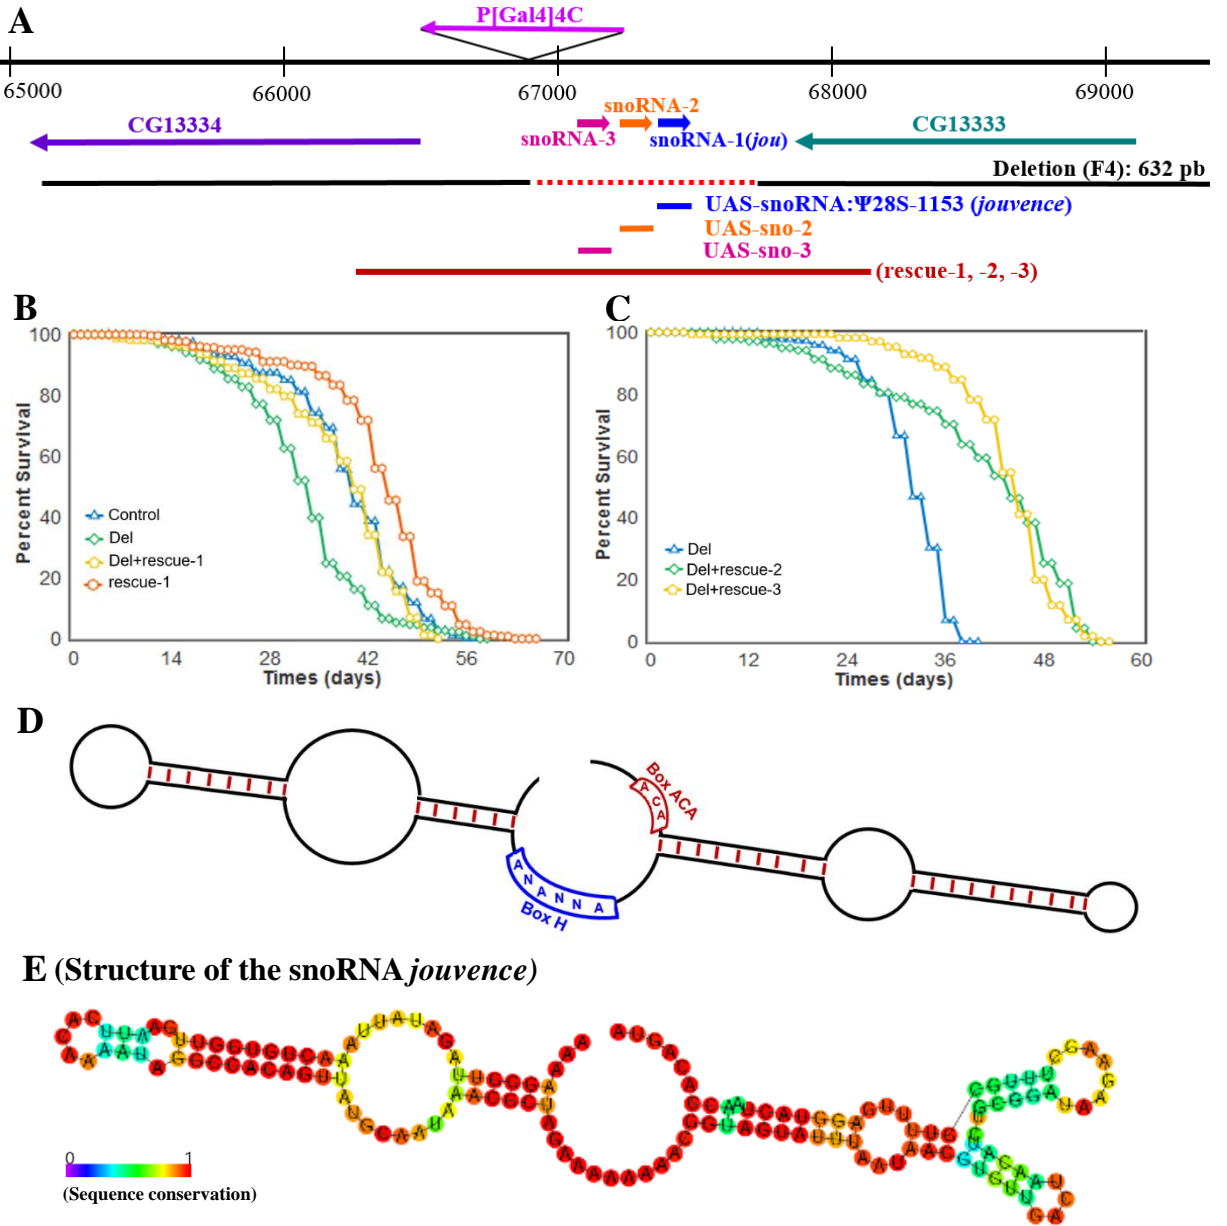 A
P[Gal4]4C
65000 66000 67000 68000 69000
snoRNA-2
CG13334
CG13333
snoRNA-3
snoRNA-1(jou)
Deletion (F4): 632 pb
UAS-snoRNA:Ψ28S-1153 (jouvence)
UAS-sno-2
UAS-sno-3
(rescue-1, -2, -3)
B
100
80
60
40
20
0
Percent Survival
Control
Del
Del+rescue-1
rescue-1
0 14 28 42 56 70
Times (days)
C
100
80
60
40
20
0
Percent Survival
Del
Del+rescue-2
Del+rescue-3
0 12 24 36 48 60
Times (days)
D
Box ACA
A C A
A N A N N A
Box H
E (Structure of the snoRNA jouvence)
0 1
(Sequence conservation)